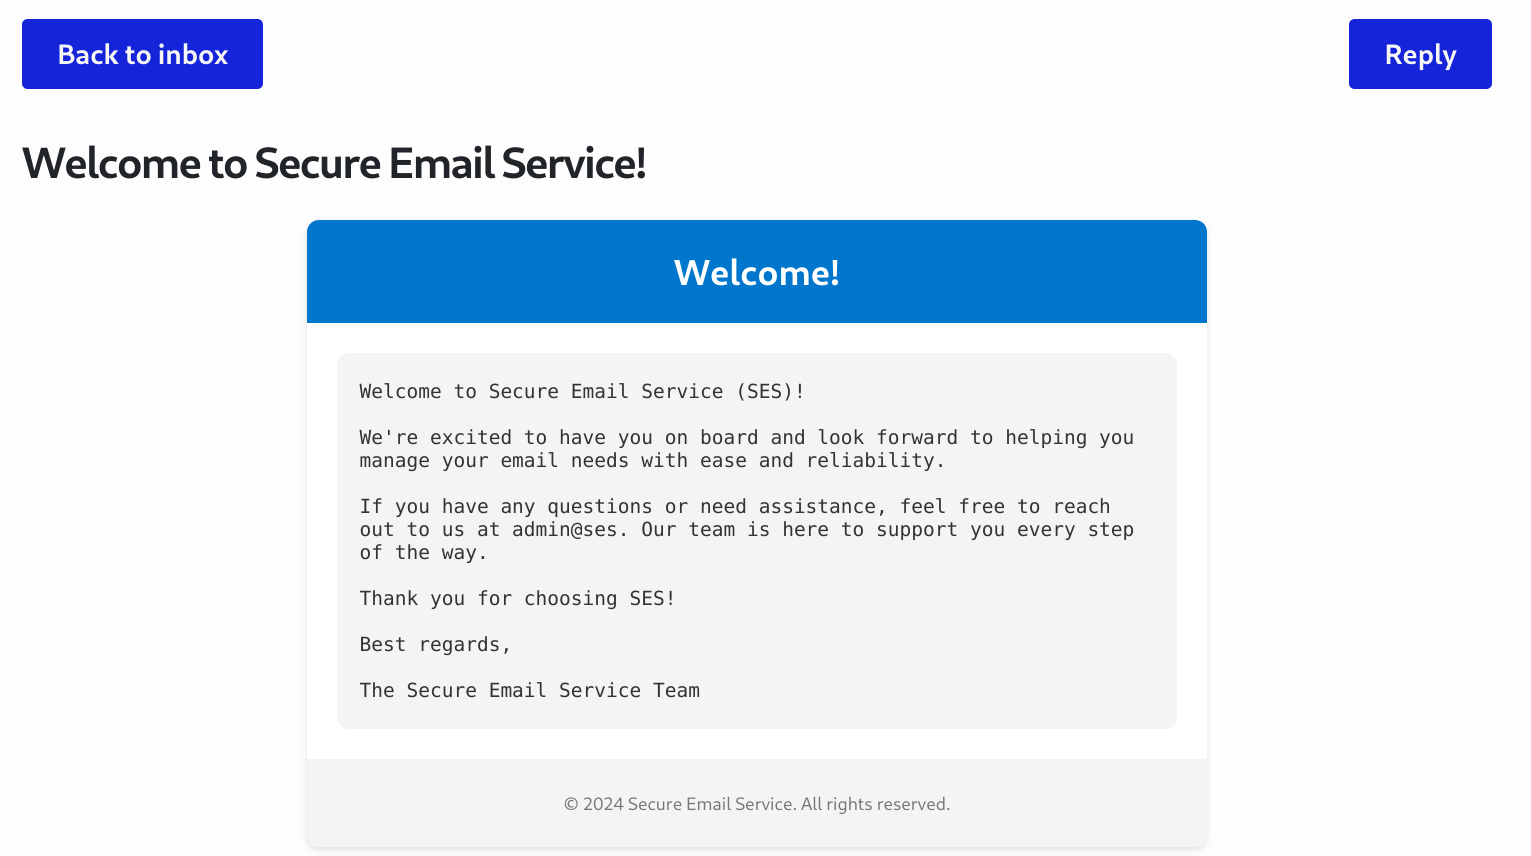 Back to inbox
Reply
Welcome to Secure Email Service!
Welcome!
Welcome to Secure Email Service (SES)!
We're excited to have you on board and look forward to helping you
manage your email needs with ease and reliability.
If you have any questions or need assistance, feel free to reach
out to us at admin@ses. Our team is here to support you every step
of the way.
Thank you for choosing SES!
Best regards,
The Secure Email Service Team
© 2024 Secure Email Service. All rights reserved.